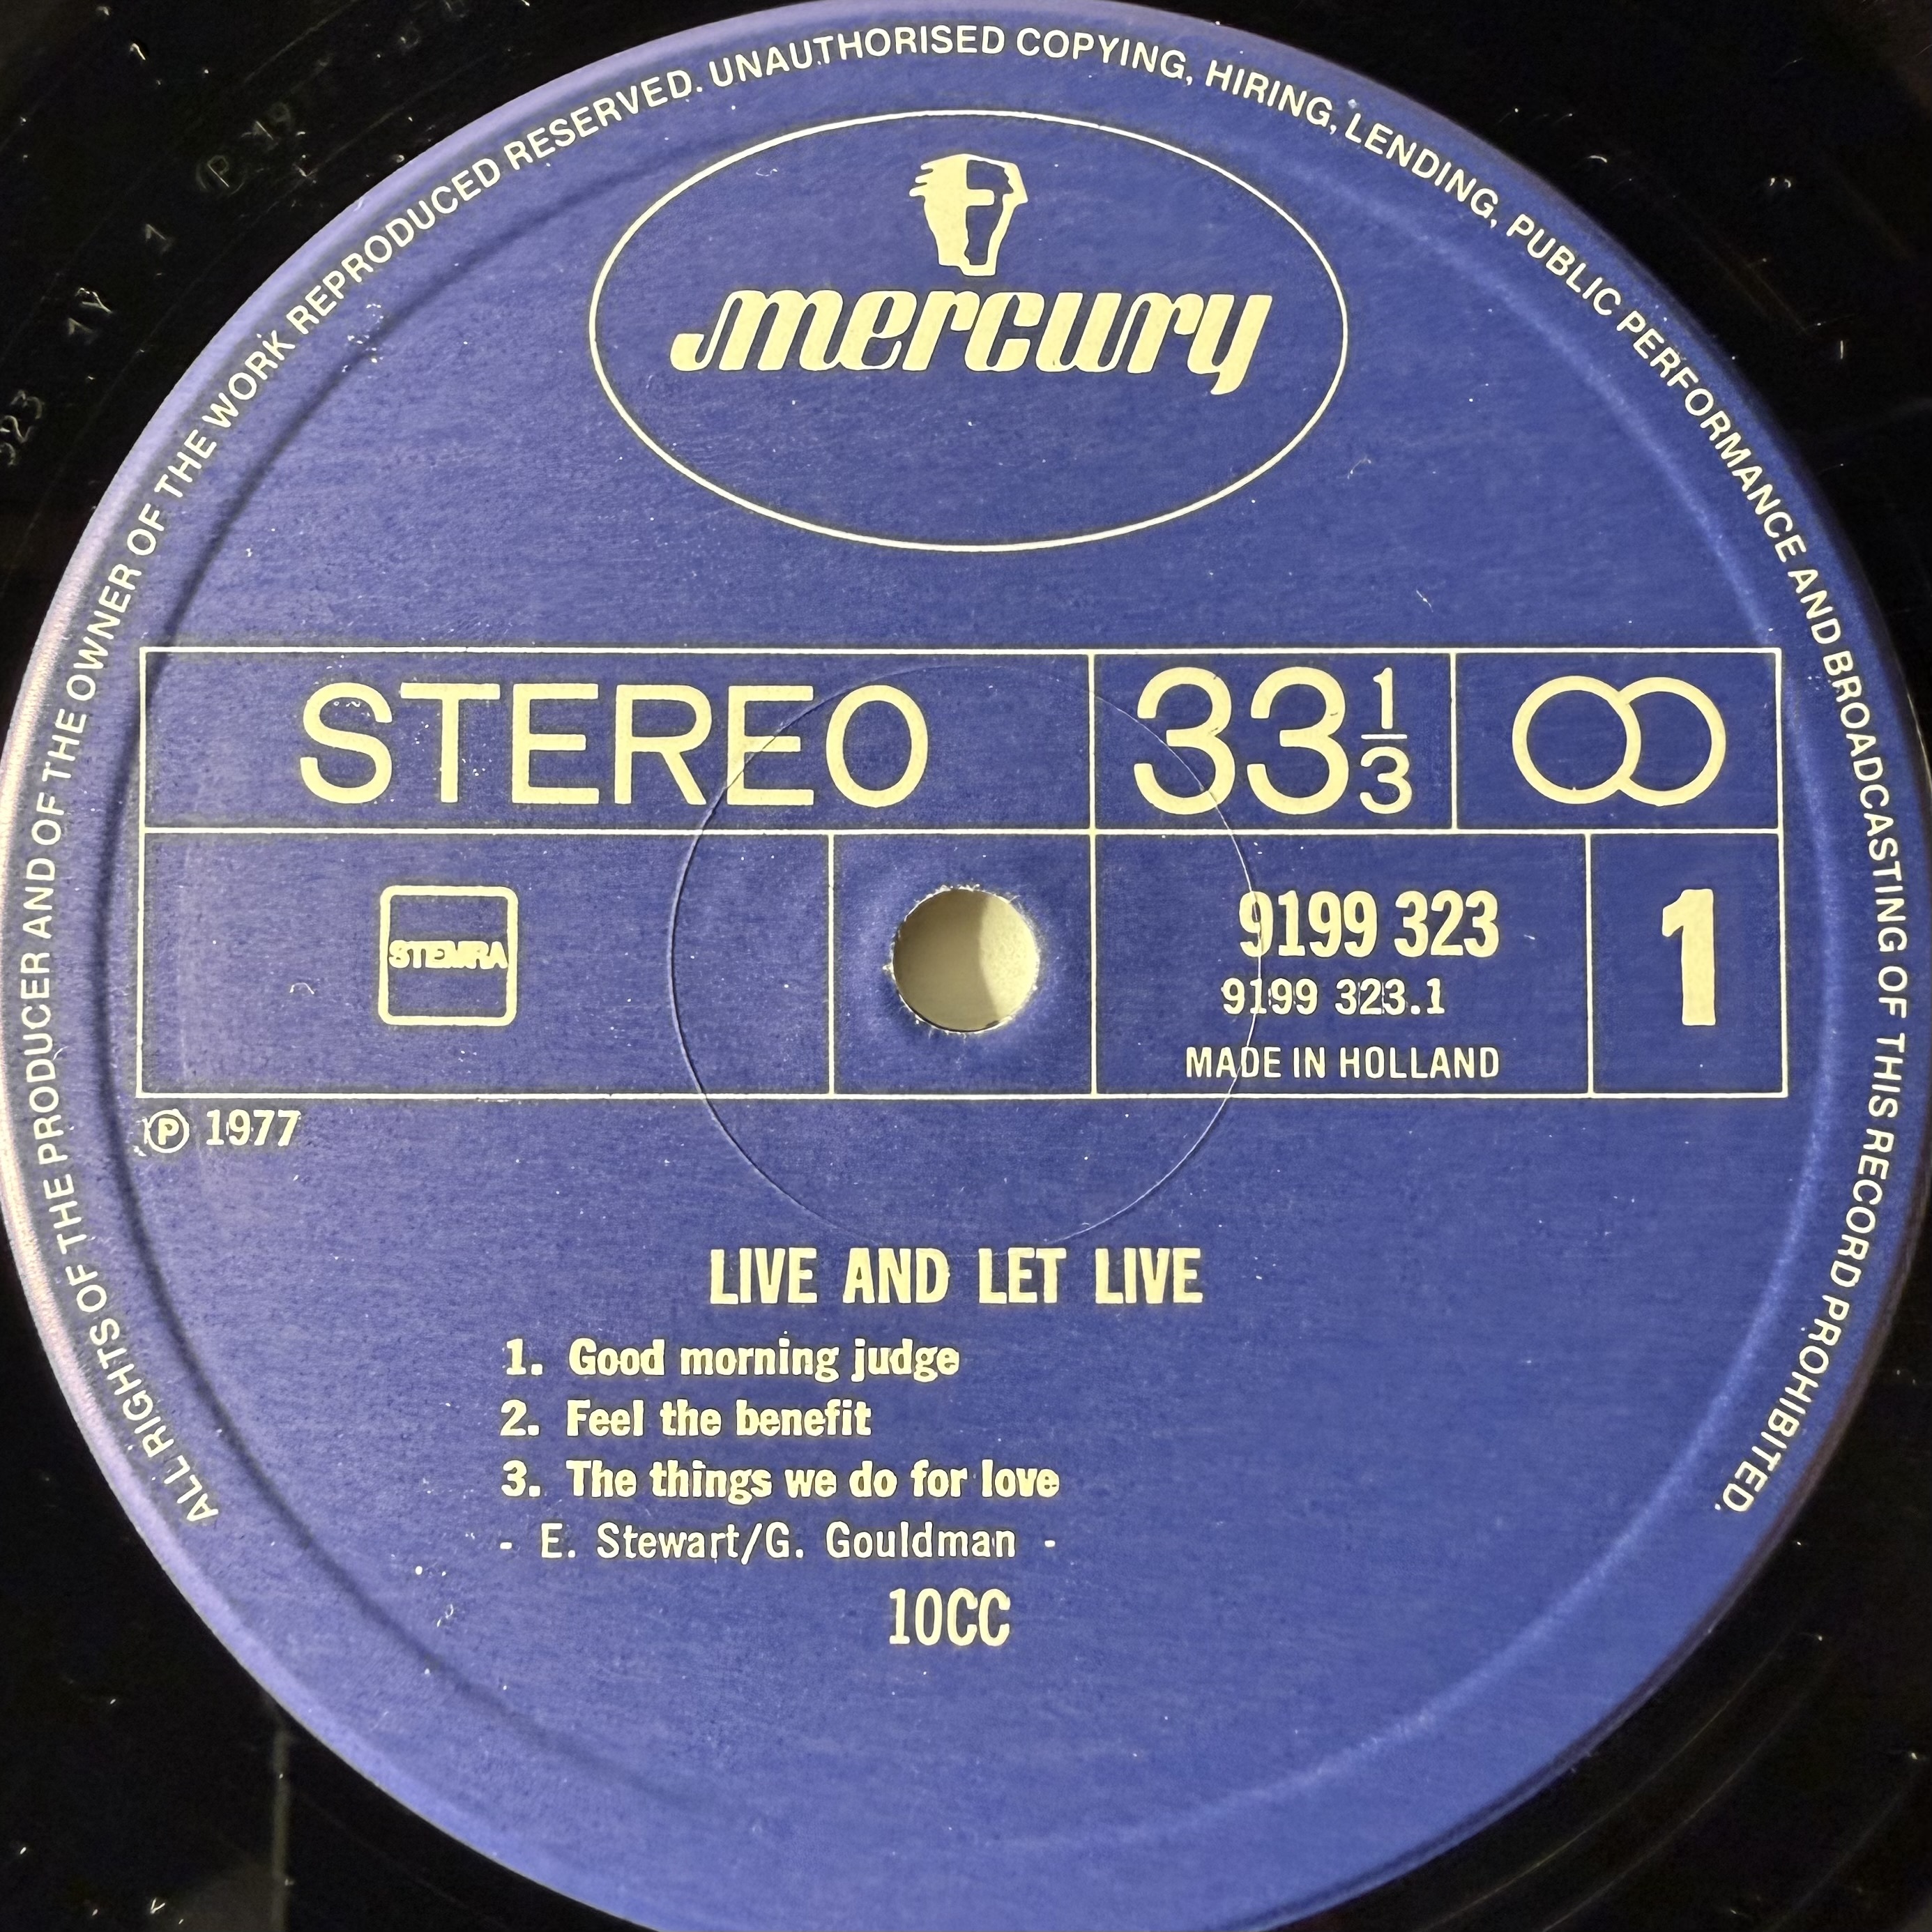 ALL RIGHTS OF THE PRODUCER AND OF THE OWNER OF THE WORK REPRODUCED RESERVED. UNAUTHORISED COPYING, HIRING, LENDING, PUBLIC PERFORMANCE AND BROADCASTING OF THIS RECORD PROHIBITED.
mercury
STEREO 33 1/3
STEMRA
9199 323 1
9199 323.1
MADE IN HOLLAND
℗ 1977
LIVE AND LET LIVE
1. Good morning judge
2. Feel the benefit
3. The things we do for love
- E. Stewart/G. Gouldman -
10CC